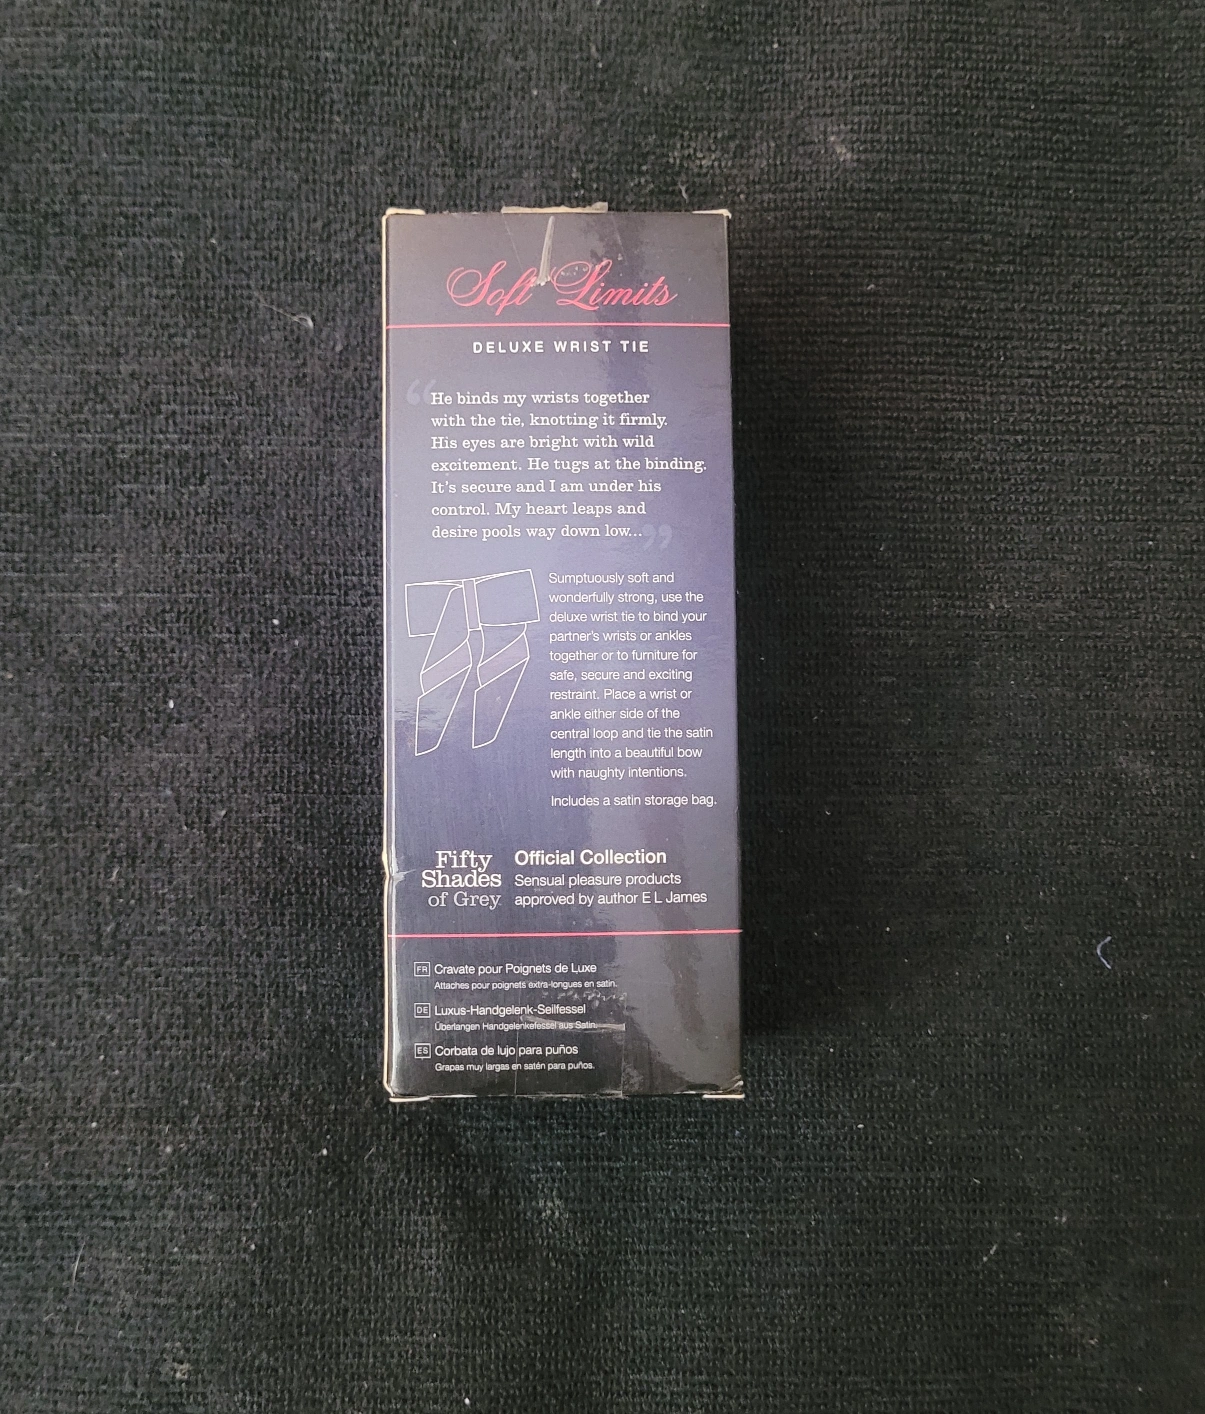 Soft Limits
DELUXE WRIST TIE
“He binds my wrists together
with the tie, knotting it firmly.
His eyes are bright with wild
excitement. He tugs at the binding.
It's secure and I am under his
control. My heart leaps and
desire pools way down low...”
Sumptuously soft and
wonderfully strong, use the
deluxe wrist tie to bind your
partner's wrists or ankles
together or to furniture for
safe, secure and exciting
restraint. Place a wrist or
ankle either side of the
central loop and tie the satin
length into a beautiful bow
with naughty intentions.
Includes a satin storage bag.
Fifty
Shades
of Grey
Official Collection
Sensual pleasure products
approved by author E L James
FR Cravate pour Poignets de Luxe
Attaches pour poignets extra-longues en satin.
DE Luxus-Handgelenk-Seilfessel
Überlangen Handgelenkefessel aus Satin.
ES Corbata de lujo para puños
Grapas muy largas en satén para puños.